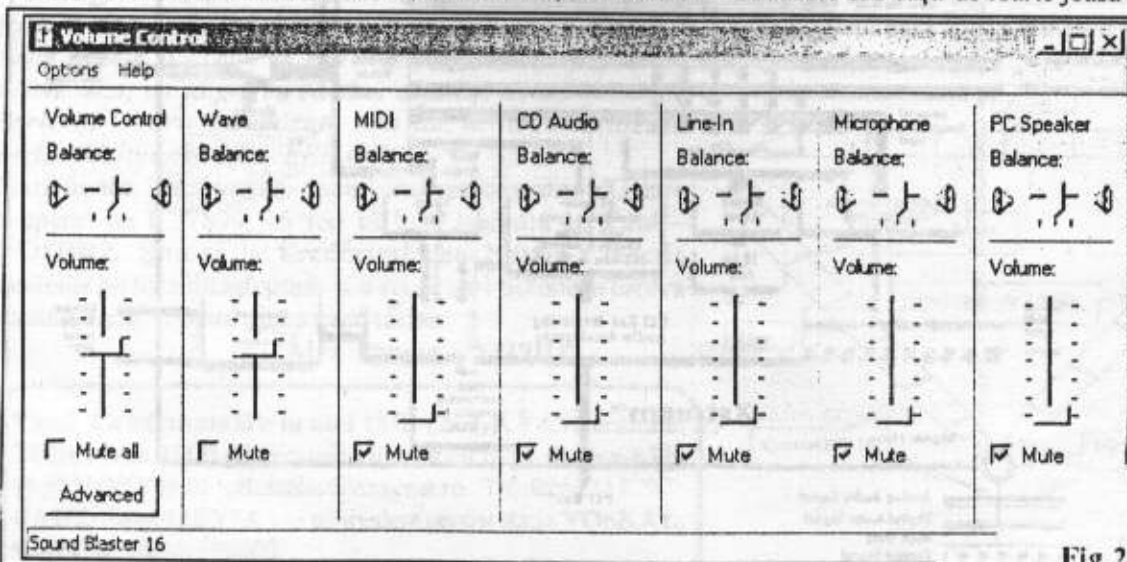 Volume Control
Options Help
Volume Control Wave MIDI CD Audio Line-In Microphone PC Speaker
Balance: Balance: Balance: Balance: Balance: Balance: Balance:
Volume: Volume: Volume: Volume: Volume: Volume: Volume:
Mute all Mute Mute Mute Mute Mute Mute
Advanced
Sound Blaster 16
Fig 2